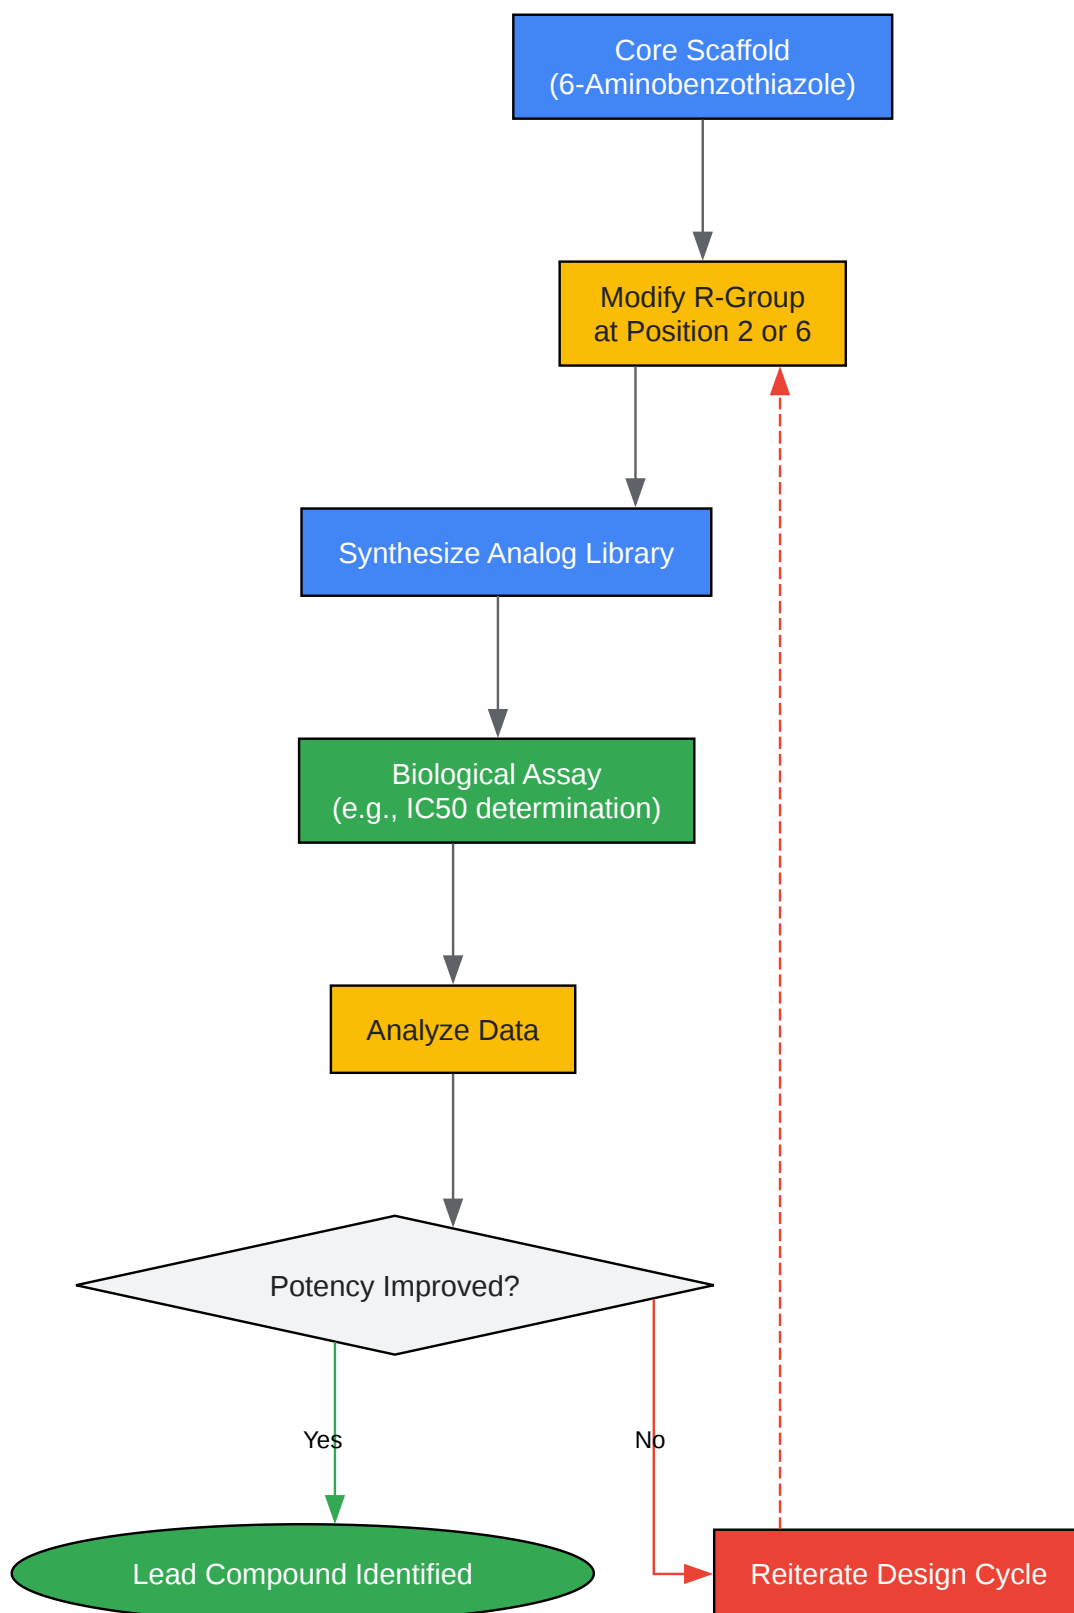 Core Scaffold
(6-Aminobenzothiazole)
Modify R-Group
at Position 2 or 6
Synthesize Analog Library
Biological Assay
(e.g., IC50 determination)
Analyze Data
Potency Improved?
Yes
No
Lead Compound Identified
Reiterate Design Cycle